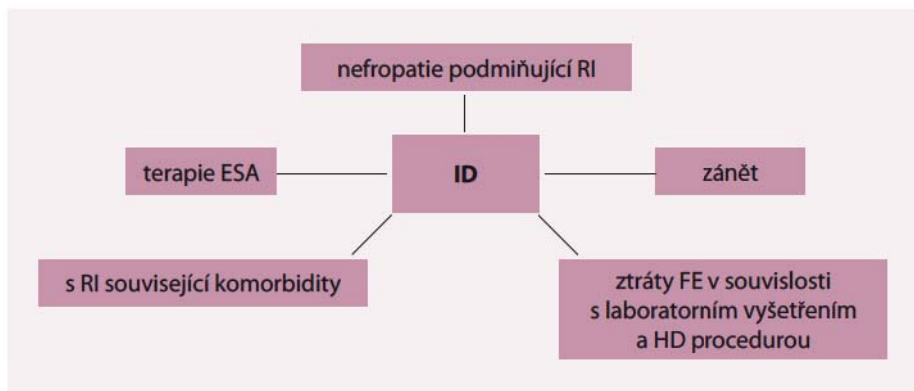 nefropatie podmiňující RI
terapie ESA
ID
zánět
s RI související komorbidity
ztráty FE v souvislosti
s laboratorním vyšetřením
a HD procedurou